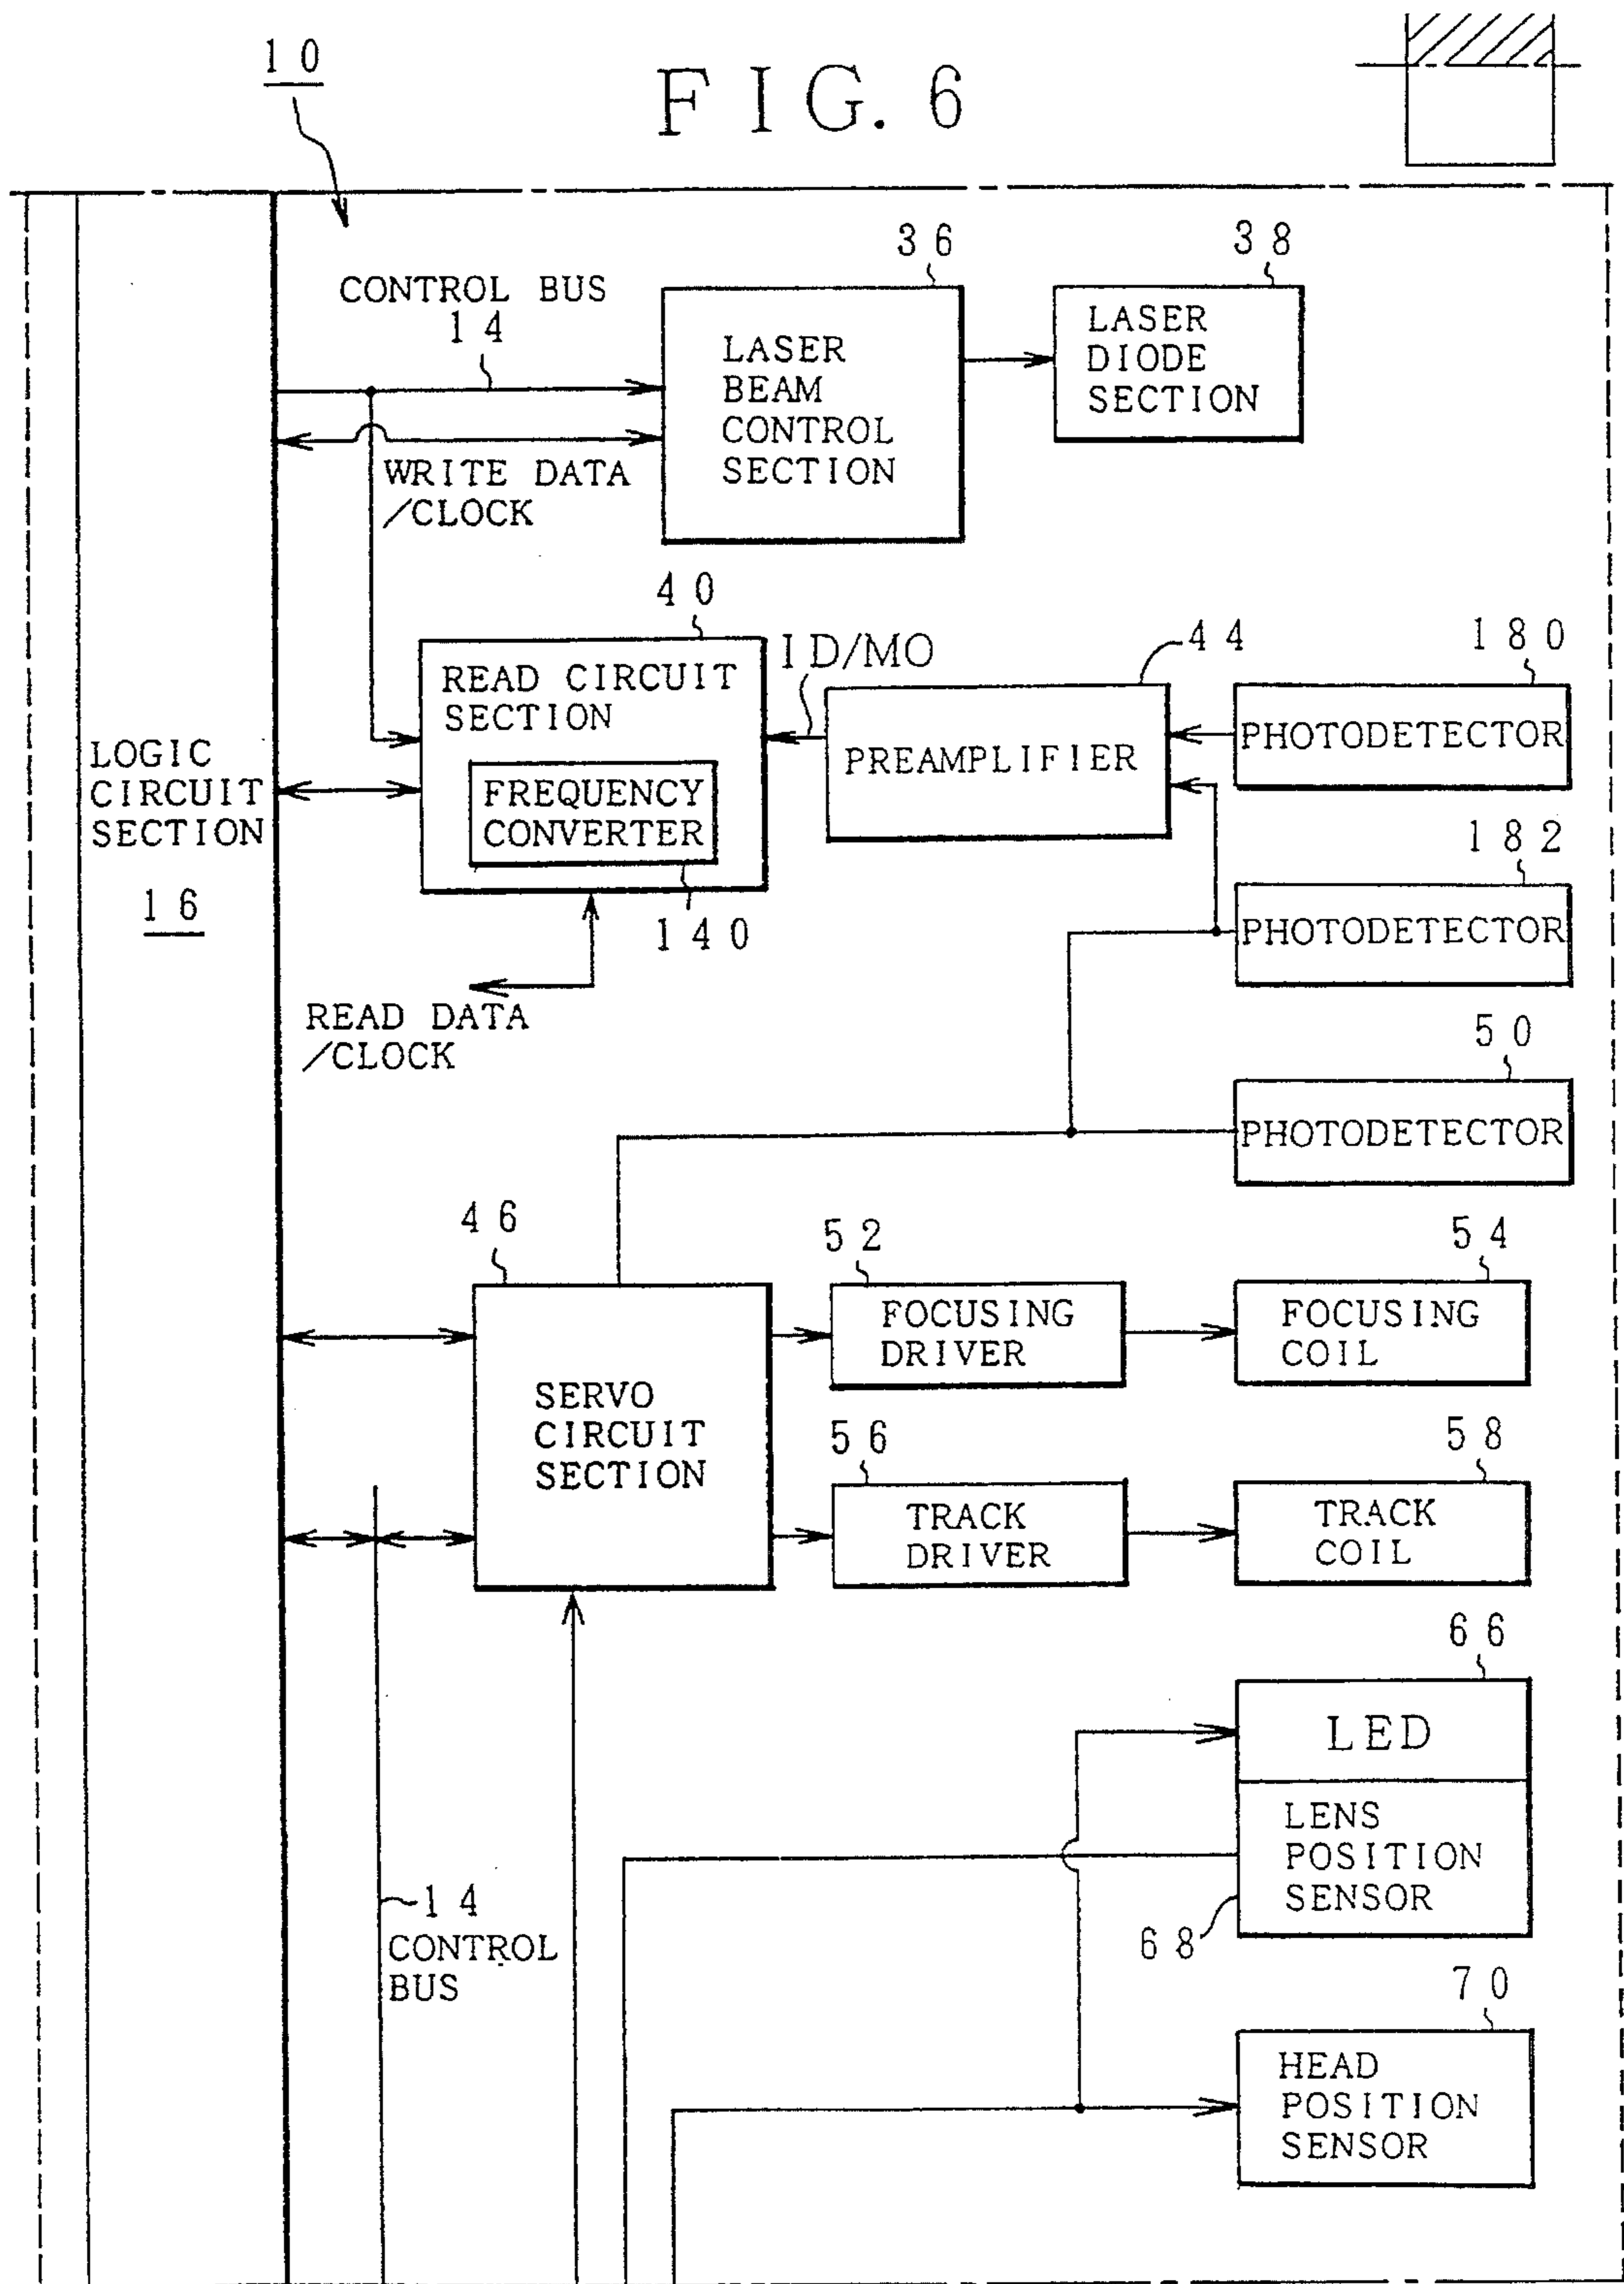 10
FIG. 6
36
38
CONTROL BUS
14
LASER
BEAM
CONTROL
SECTION
LASER
DIODE
SECTION
WRITE DATA
/CLOCK
40
ID/MO
44
180
READ CIRCUIT
SECTION
PREAMPLIFIER
PHOTODETECTOR
LOGIC
CIRCUIT
SECTION
16
FREQUENCY
CONVERTER
140
182
PHOTODETECTOR
READ DATA
/CLOCK
50
PHOTODETECTOR
46
52
54
FOCUSING
DRIVER
FOCUSING
COIL
SERVO
CIRCUIT
SECTION
56
58
TRACK
DRIVER
TRACK
COIL
66
LED
LENS
POSITION
SENSOR
68
14
CONTROL
BUS
70
HEAD
POSITION
SENSOR